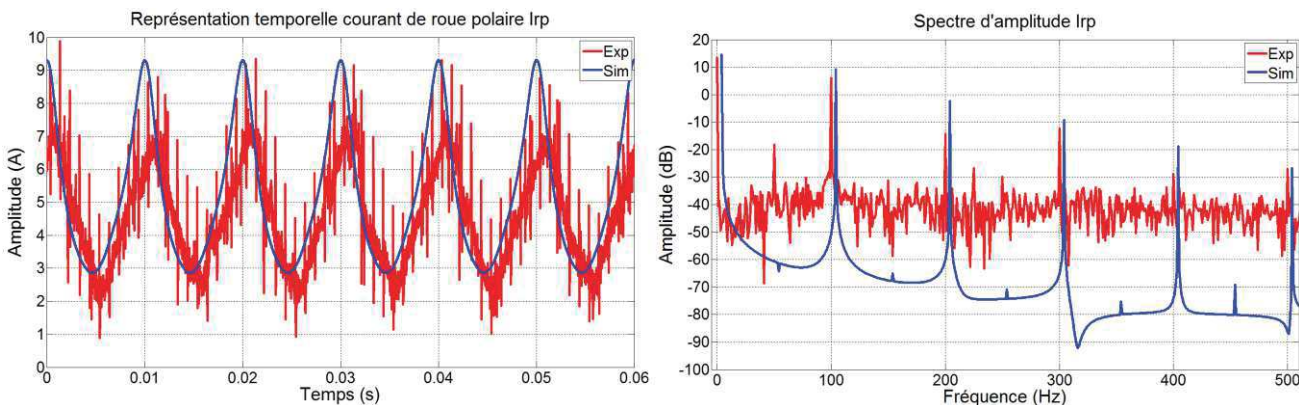 Représentation temporelle courant de roue polaire Irp
Exp
Sim
Amplitude (A)
10
9
8
7
6
5
4
3
2
1
0
0 0.01 0.02 0.03 0.04 0.05 0.06
Temps (s)
Spectre d'amplitude Irp
Exp
Sim
Amplitude (dB)
20
10
0
-10
-20
-30
-40
-50
-60
-70
-80
-90
-100
0 100 200 300 400 500
Fréquence (Hz)